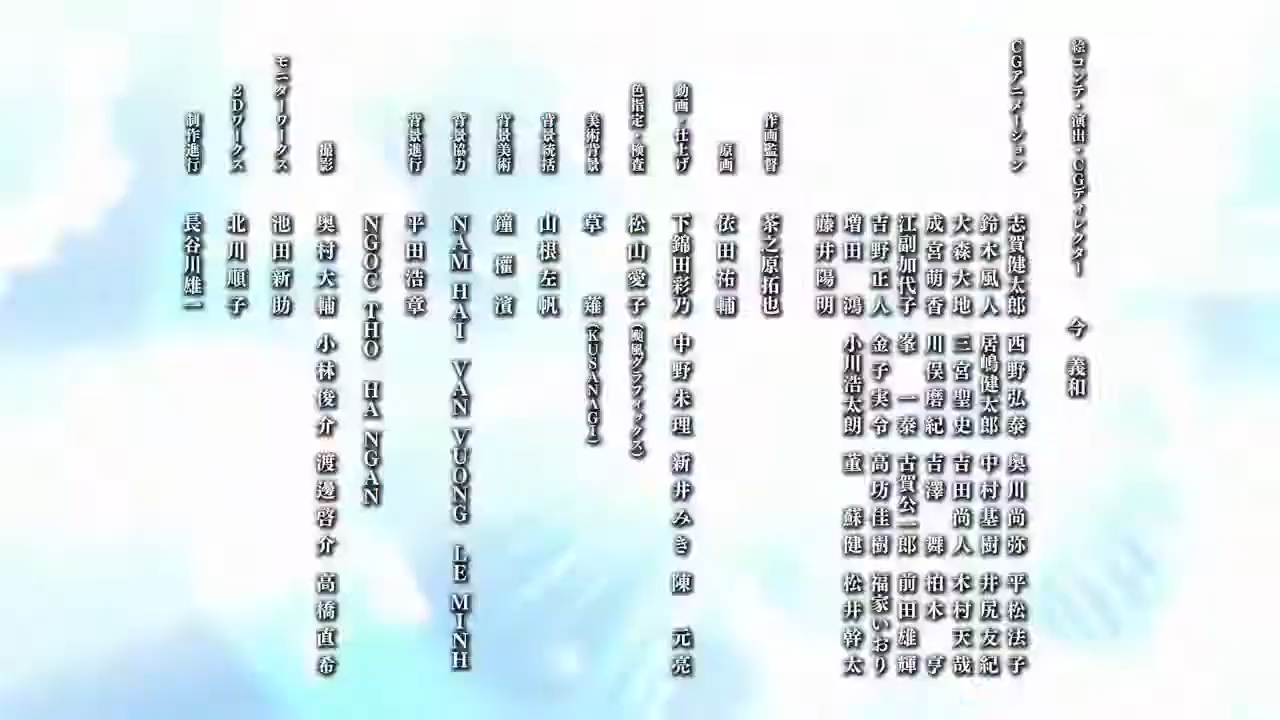 絵コンテ・演出・CGディレクター 今 義和
CGアニメーション 志賀健太郎 西野弘泰 奥川尚弥 平松法子
鈴木風人 居嶋健太郎 中村基樹 井尻友紀
大森大地 三宮聖史 吉田尚人 木村天哉
成宮萌香 川俣磨紀 吉澤 舞 柏木 亨
江副加代子 峯 一泰 古賀公一郎 前田雄輝
吉野正人 金子実令 高坊佳樹 福家いおり
増田 鴻 小川浩太朗 董 蘇健 松井幹太
藤井陽明
作画監督 茶之原拓也
原画 依田祐輔
動画・仕上げ 下錦田彩乃 中野未理 新井みき 陳 元亮
色指定・検査 松山愛子(颱風グラフィックス)
美術背景 草 薙(KUSANAGI)
背景統括 山根左帆
背景美術 鐘 懽 濱
背景協力 NAM HAI VAN VUONG LE MINH
背景進行 平田浩章
NGOC THO HA NGAN
撮影 奥村大輔 小林俊介 渡邊啓介 高橋直希
モニターワークス 池田新助
2Dワークス 北川順子
制作進行 長谷川雄一